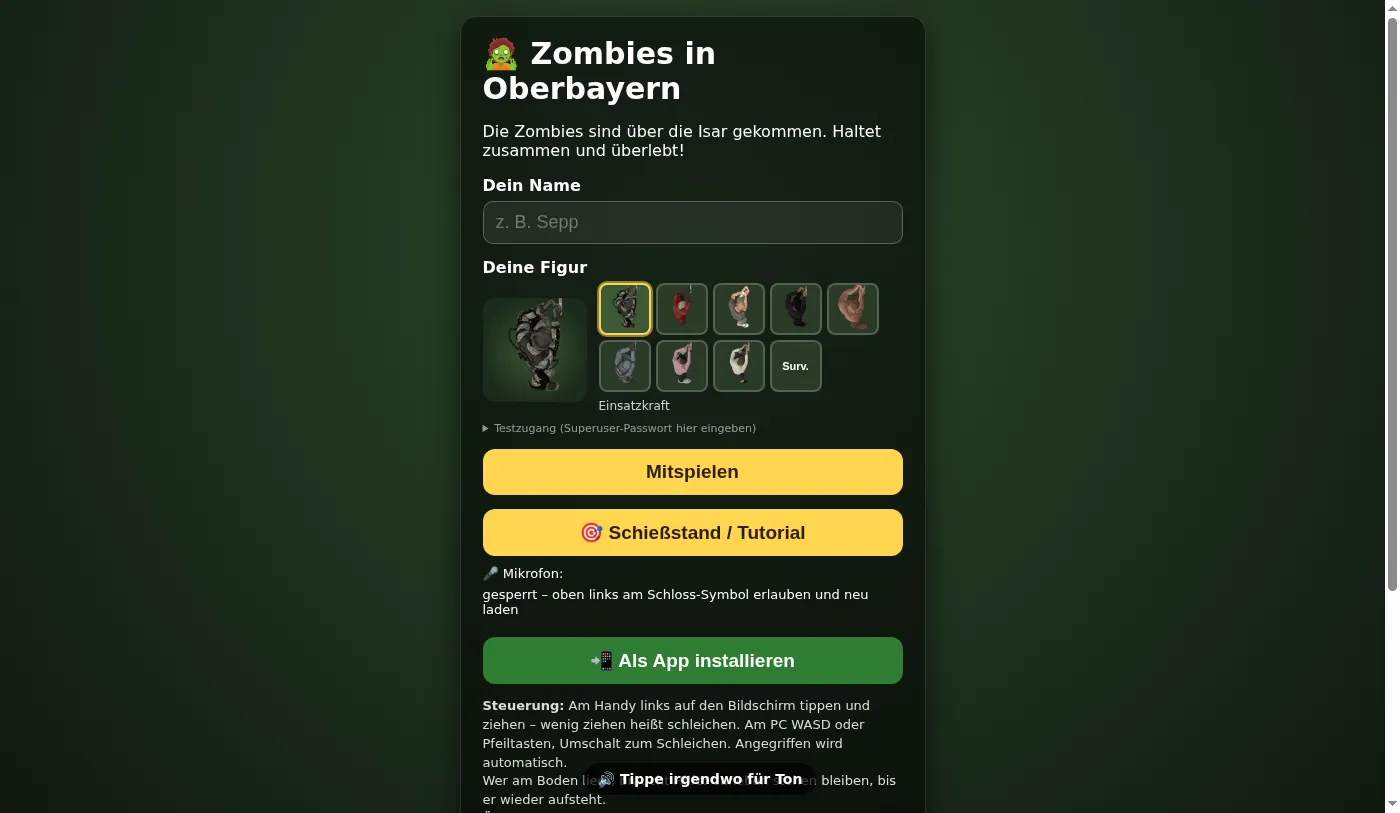 Zombies in
Oberbayern
Die Zombies sind über die Isar gekommen. Haltet
zusammen und überlebt!
Dein Name
z. B. Sepp
Deine Figur
Surv.
Einsatzkraft
Testzugang (Superuser-Passwort hier eingeben)
Mitspielen
Schießstand / Tutorial
Mikrofon:
gesperrt – oben links am Schloss-Symbol erlauben und neu
laden
Als App installieren
Steuerung: Am Handy links auf den Bildschirm tippen und
ziehen – wenig ziehen heißt schleichen. Am PC WASD oder
Pfeiltasten, Umschalt zum Schleichen. Angegriffen wird
automatisch.
Wer am Boden bleiben, bis
Tippe irgendwo für Ton
er wieder aufsteht.